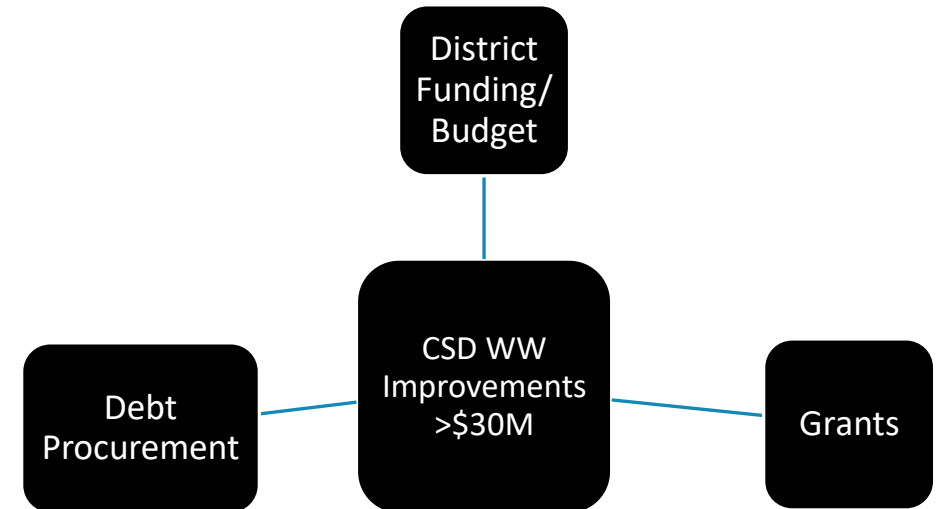 District
Funding/
Budget
CSD WW
Improvements
>$30M
Debt
Procurement
Grants